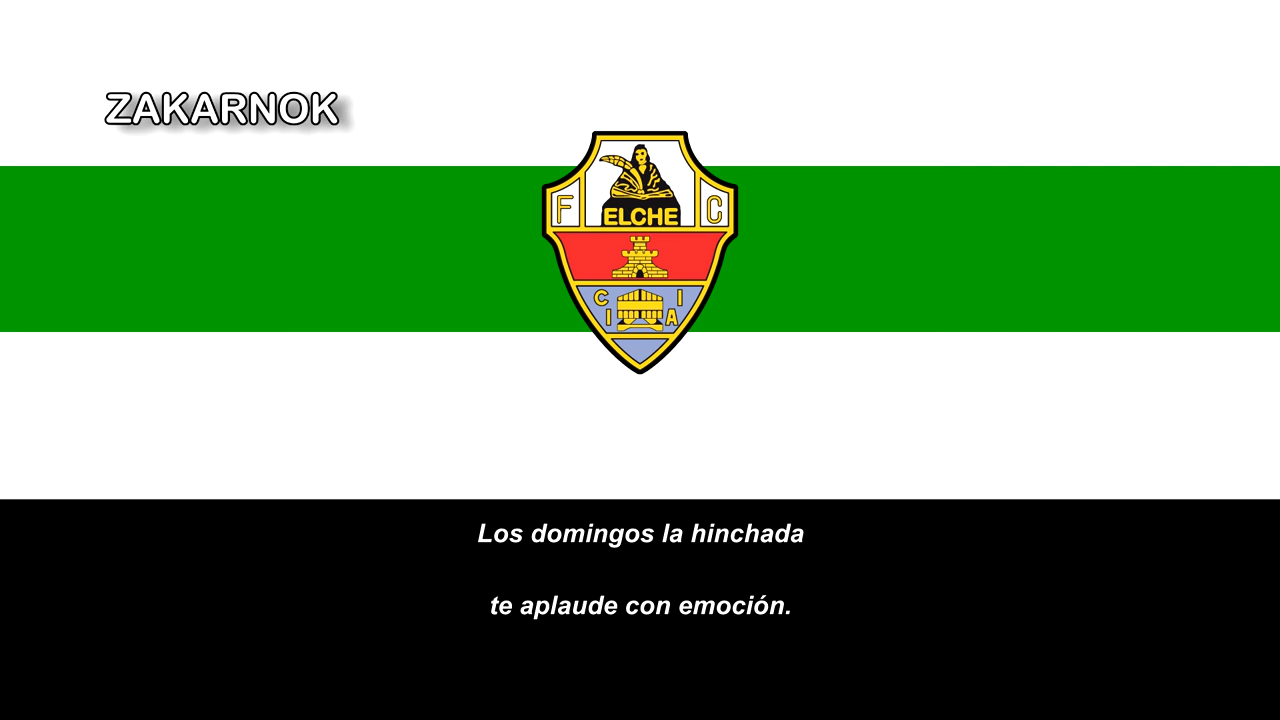 ZAKARNOK
F C
ELCHE
C I
I A
Los domingos la hinchada
te aplaude con emoción.